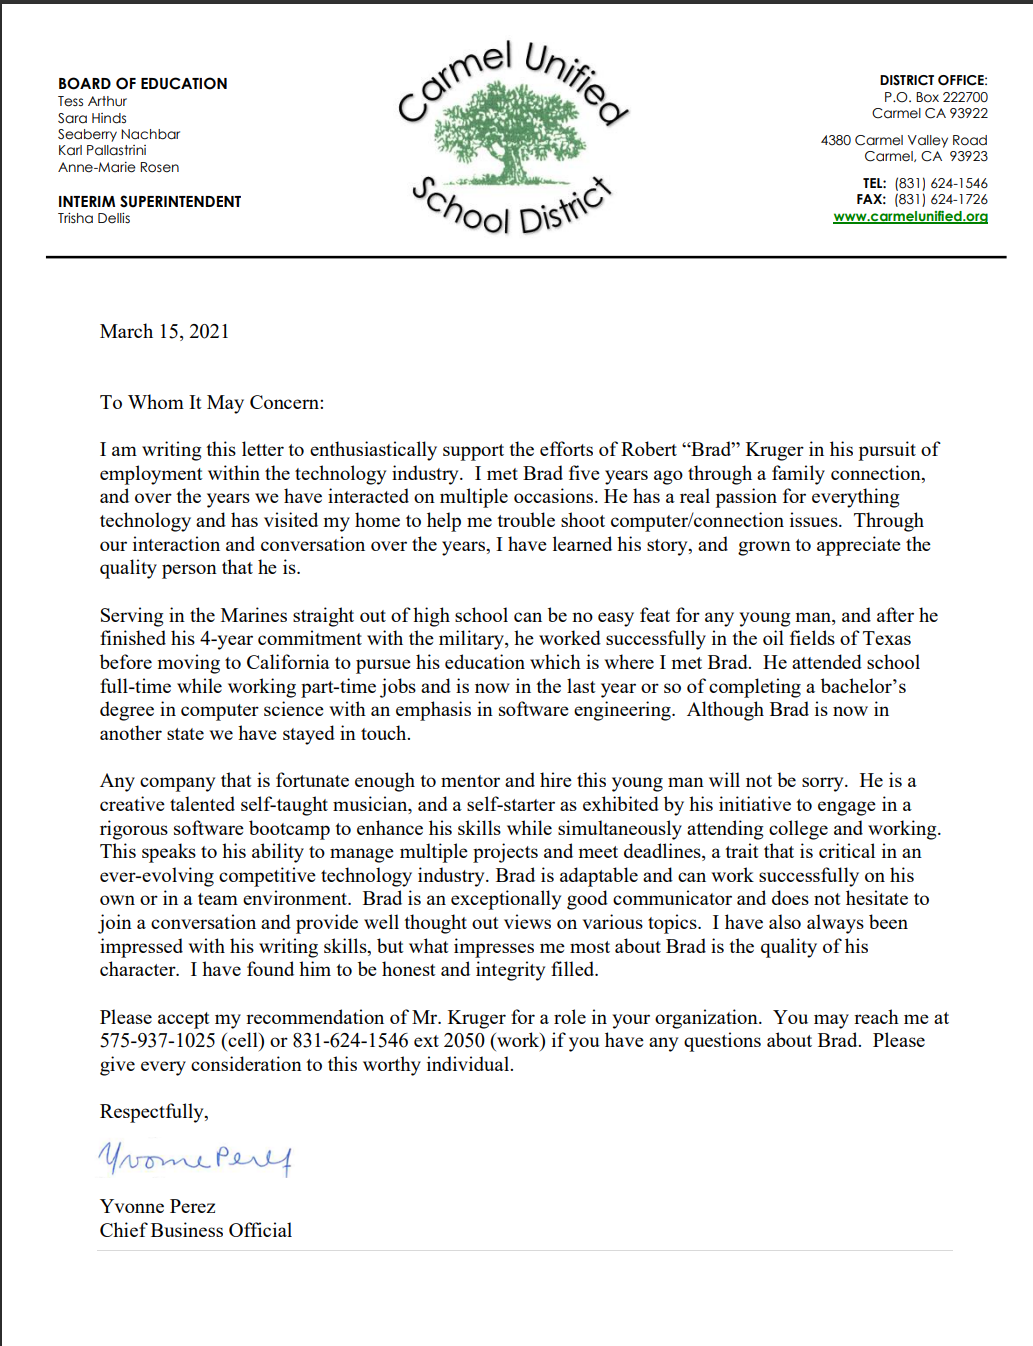 BOARD OF EDUCATION
Tess Arthur
Sara Hinds
Seaberry Nachbar
Karl Pallastrini
Anne-Marie Rosen
INTERIM SUPERINTENDENT
Trisha Dellis
Carmel Unified
School District
DISTRICT OFFICE:
P.O. Box 222700
Carmel CA 93922
4380 Carmel Valley Road
Carmel, CA  93923
TEL:  (831) 624-1546
FAX:  (831) 624-1726
www.carmelunified.org
March 15, 2021
To Whom It May Concern:
I am writing this letter to enthusiastically support the efforts of Robert “Brad” Kruger in his pursuit of
employment within the technology industry.  I met Brad five years ago through a family connection,
and over the years we have interacted on multiple occasions. He has a real passion for everything
technology and has visited my home to help me trouble shoot computer/connection issues.  Through
our interaction and conversation over the years, I have learned his story, and  grown to appreciate the
quality person that he is.
Serving in the Marines straight out of high school can be no easy feat for any young man, and after he
finished his 4-year commitment with the military, he worked successfully in the oil fields of Texas
before moving to California to pursue his education which is where I met Brad.  He attended school
full-time while working part-time jobs and is now in the last year or so of completing a bachelor’s
degree in computer science with an emphasis in software engineering.  Although Brad is now in
another state we have stayed in touch.
Any company that is fortunate enough to mentor and hire this young man will not be sorry.  He is a
creative talented self-taught musician, and a self-starter as exhibited by his initiative to engage in a
rigorous software bootcamp to enhance his skills while simultaneously attending college and working.
This speaks to his ability to manage multiple projects and meet deadlines, a trait that is critical in an
ever-evolving competitive technology industry. Brad is adaptable and can work successfully on his
own or in a team environment.  Brad is an exceptionally good communicator and does not hesitate to
join a conversation and provide well thought out views on various topics.  I have also always been
impressed with his writing skills, but what impresses me most about Brad is the quality of his
character.  I have found him to be honest and integrity filled.
Please accept my recommendation of Mr. Kruger for a role in your organization.  You may reach me at
575-937-1025 (cell) or 831-624-1546 ext 2050 (work) if you have any questions about Brad.  Please
give every consideration to this worthy individual.
Respectfully,
Yvonne Perez
Yvonne Perez
Chief Business Official